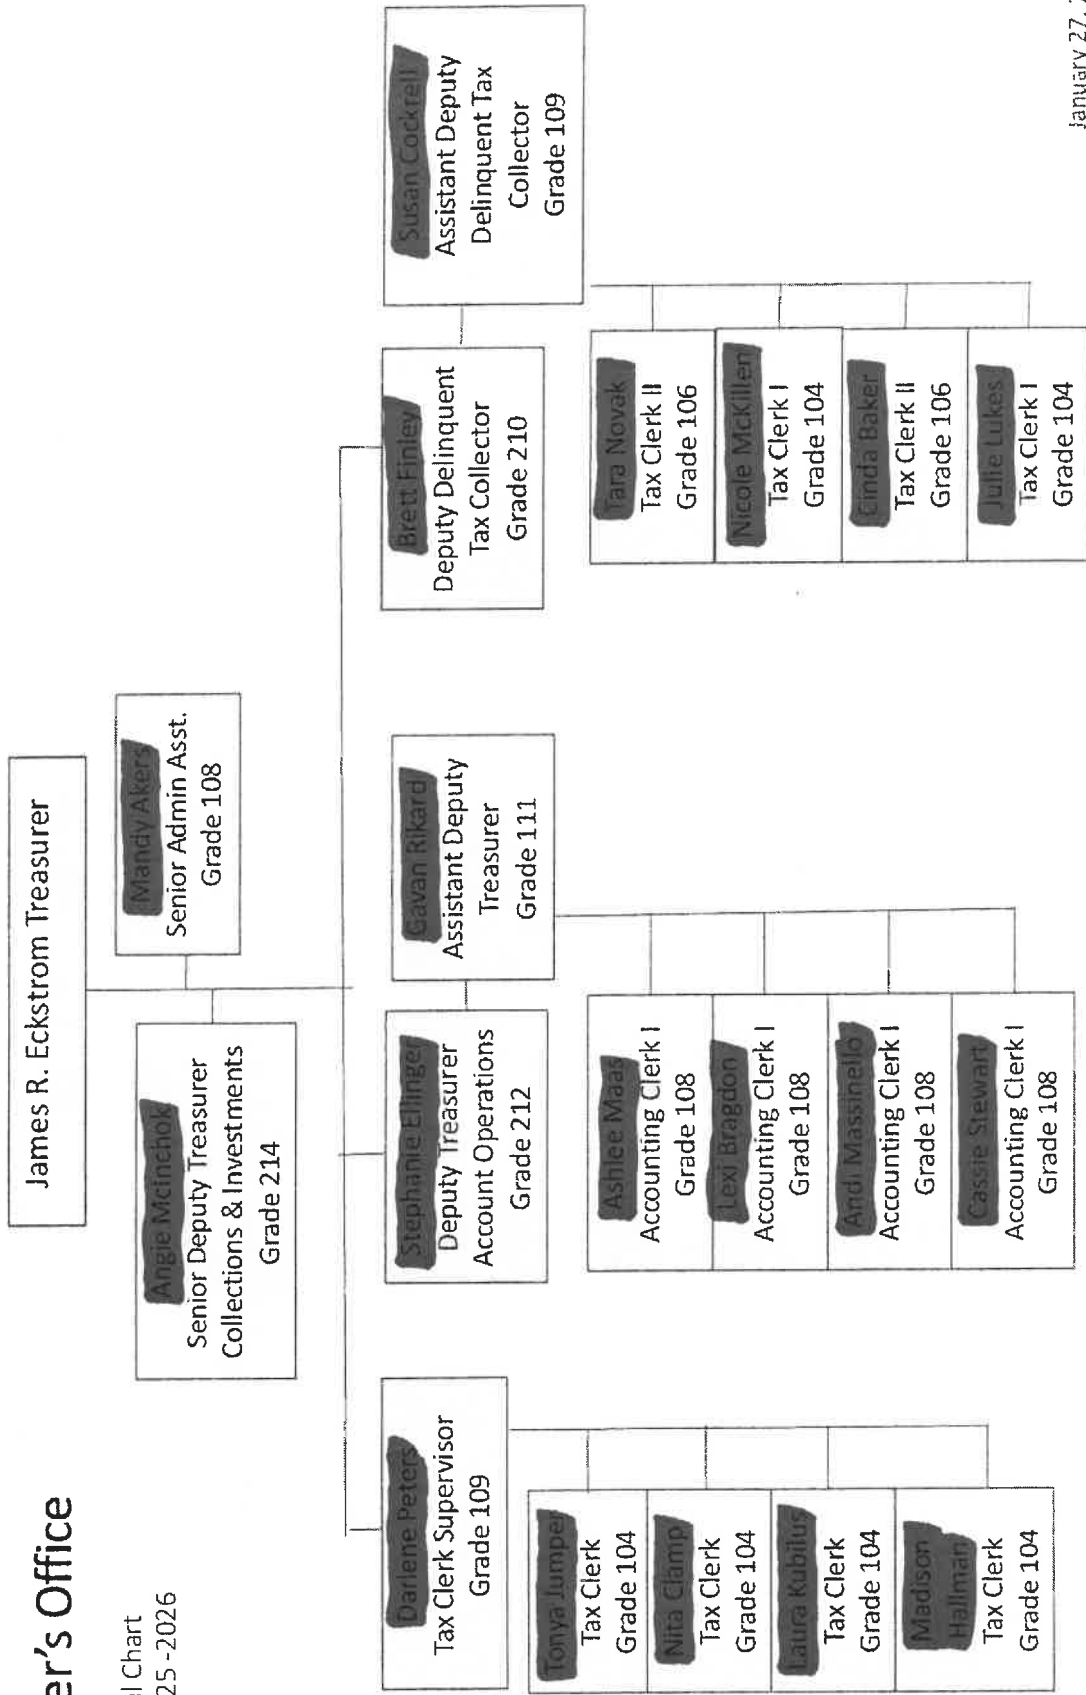 er's Office
l Chart
25 -2026
James R. Eckstrom Treasurer
Angie McInchok
Senior Deputy Treasurer
Collections & Investments
Grade 214
Mandy Akers
Senior Admin Asst.
Grade 108
Darlene Peters
Tax Clerk Supervisor
Grade 109
Tonya Jumper
Tax Clerk
Grade 104
Nita Clamp
Tax Clerk
Grade 104
Laura Kubilus
Tax Clerk
Grade 104
Madison
Hallman
Tax Clerk
Grade 104
Stephanie Ellinger
Deputy Treasurer
Account Operations
Grade 212
Gavan Rikard
Assistant Deputy
Treasurer
Grade 111
Ashlee Maas
Accounting Clerk I
Grade 108
Lexi Bragdon
Accounting Clerk I
Grade 108
Andi Massinello
Accounting Clerk I
Grade 108
Cassie Stewart
Accounting Clerk I
Grade 108
Brett Finley
Deputy Delinquent
Tax Collector
Grade 210
Susan Cockrell
Assistant Deputy
Delinquent Tax
Collector
Grade 109
Tara Novak
Tax Clerk II
Grade 106
Nicole McKillen
Tax Clerk I
Grade 104
Cinda Baker
Tax Clerk II
Grade 106
Julie Lukes
Tax Clerk I
Grade 104
January 27,